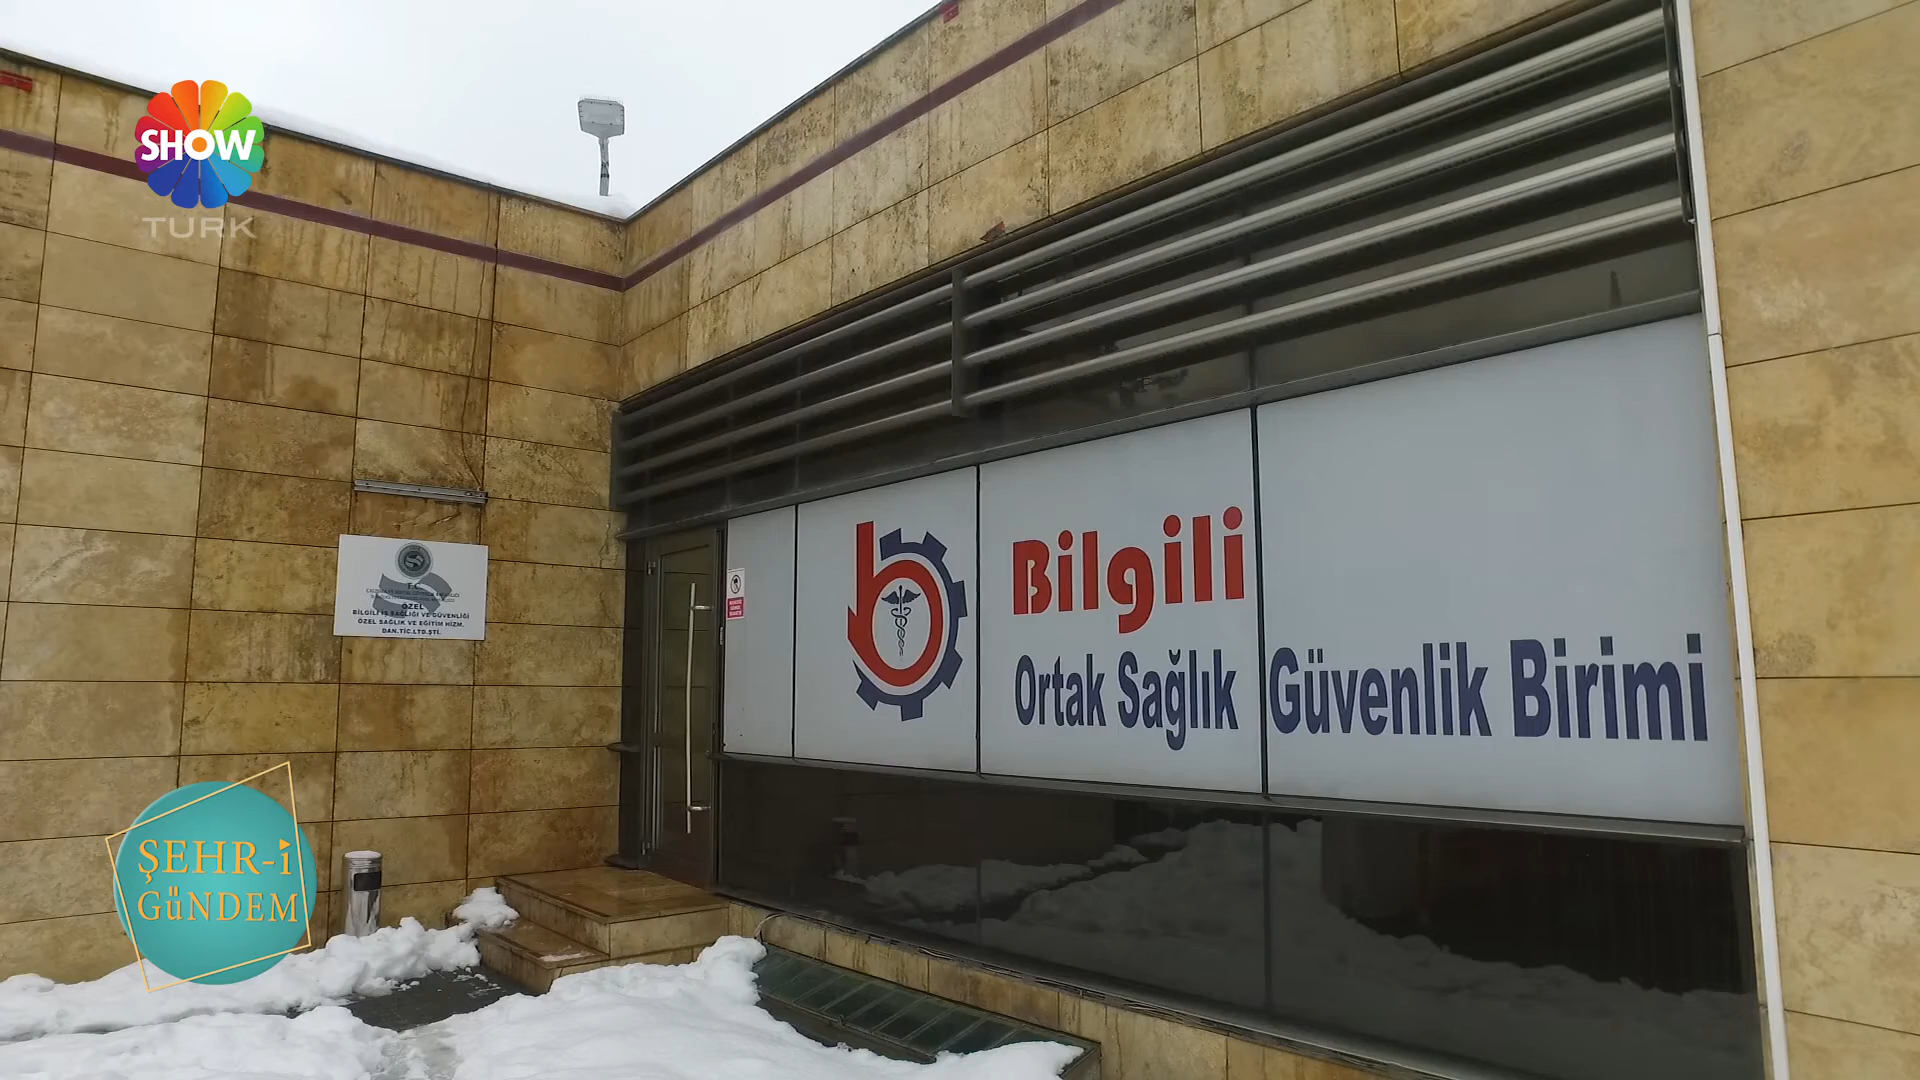 SHOW
TURK
T.C.
ÖZEL
BİLGİLİ İŞ SAĞLIĞI VE GÜVENLİĞİ
ÖZEL SAĞLIK VE EĞİTİM HİZM.
DAN.TİC.LTD.ŞTİ.
Bilgili
Ortak Sağlık Güvenlik Birimi
ŞEHR-İ
GÜNDEM